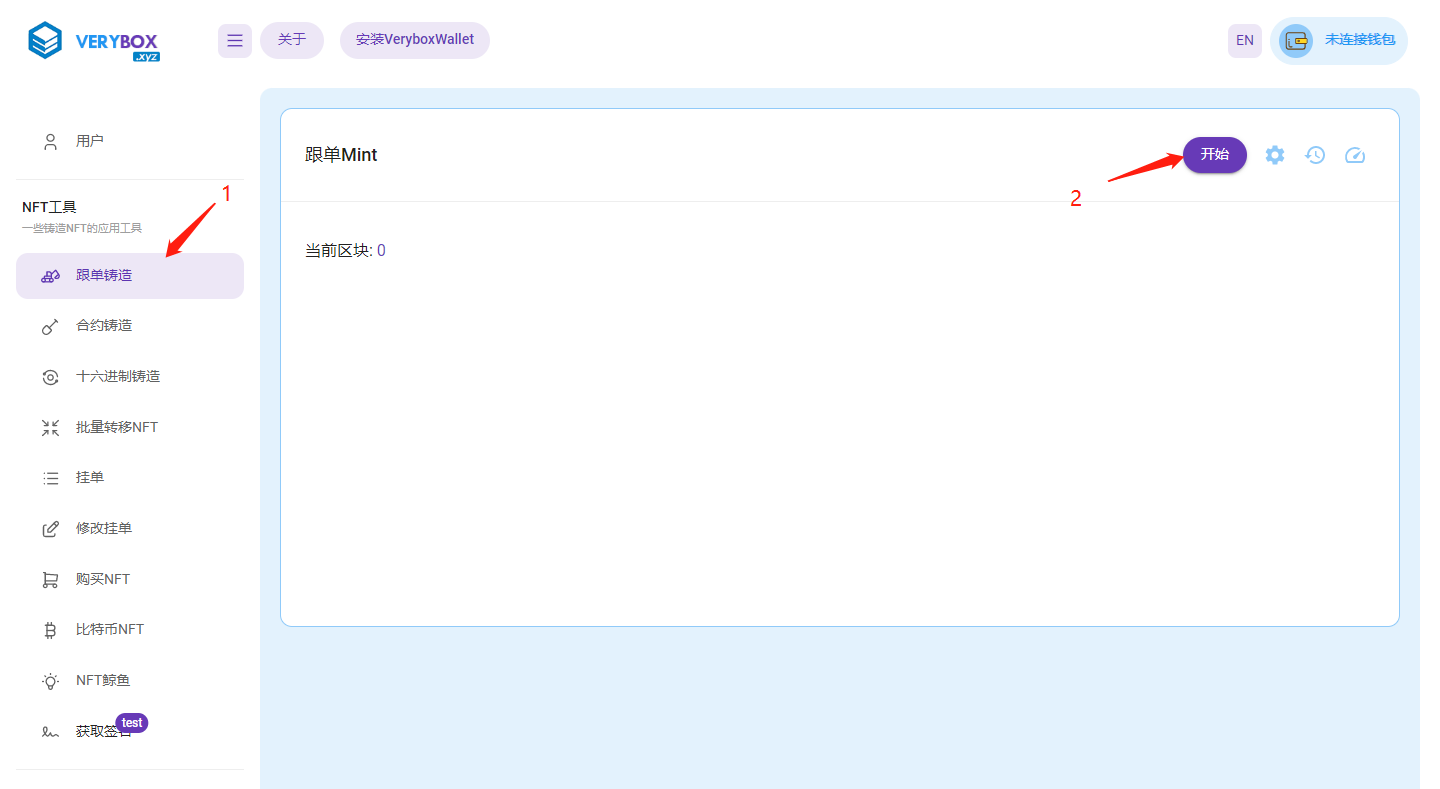 VERYBOX
.xyz
关于
安装VeryboxWallet
EN
未连接钱包
用户
NFT工具
一些铸造NFT的应用工具
1
跟单铸造
合约铸造
十六进制铸造
批量转移NFT
挂单
修改挂单
购买NFT
比特币NFT
NFT鲸鱼
获取签名
test
跟单Mint
开始
2
当前区块: 0